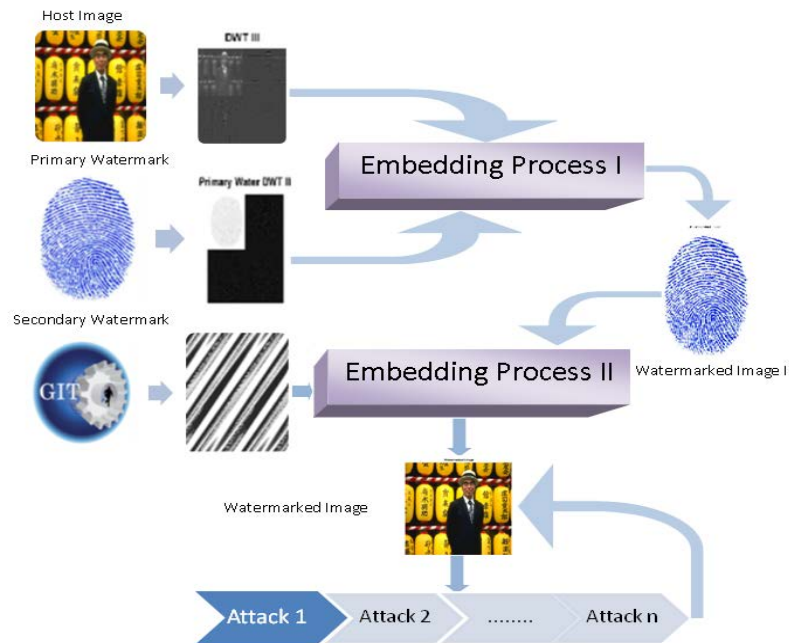 Host Image
DWT III
Primary Watermark
Primary Water DWT II
Embedding Process I
Secondary Watermark
GIT
Embedding Process II
Watermarked Image I
Watermarked Image
Attack 1
Attack 2
........
Attack n